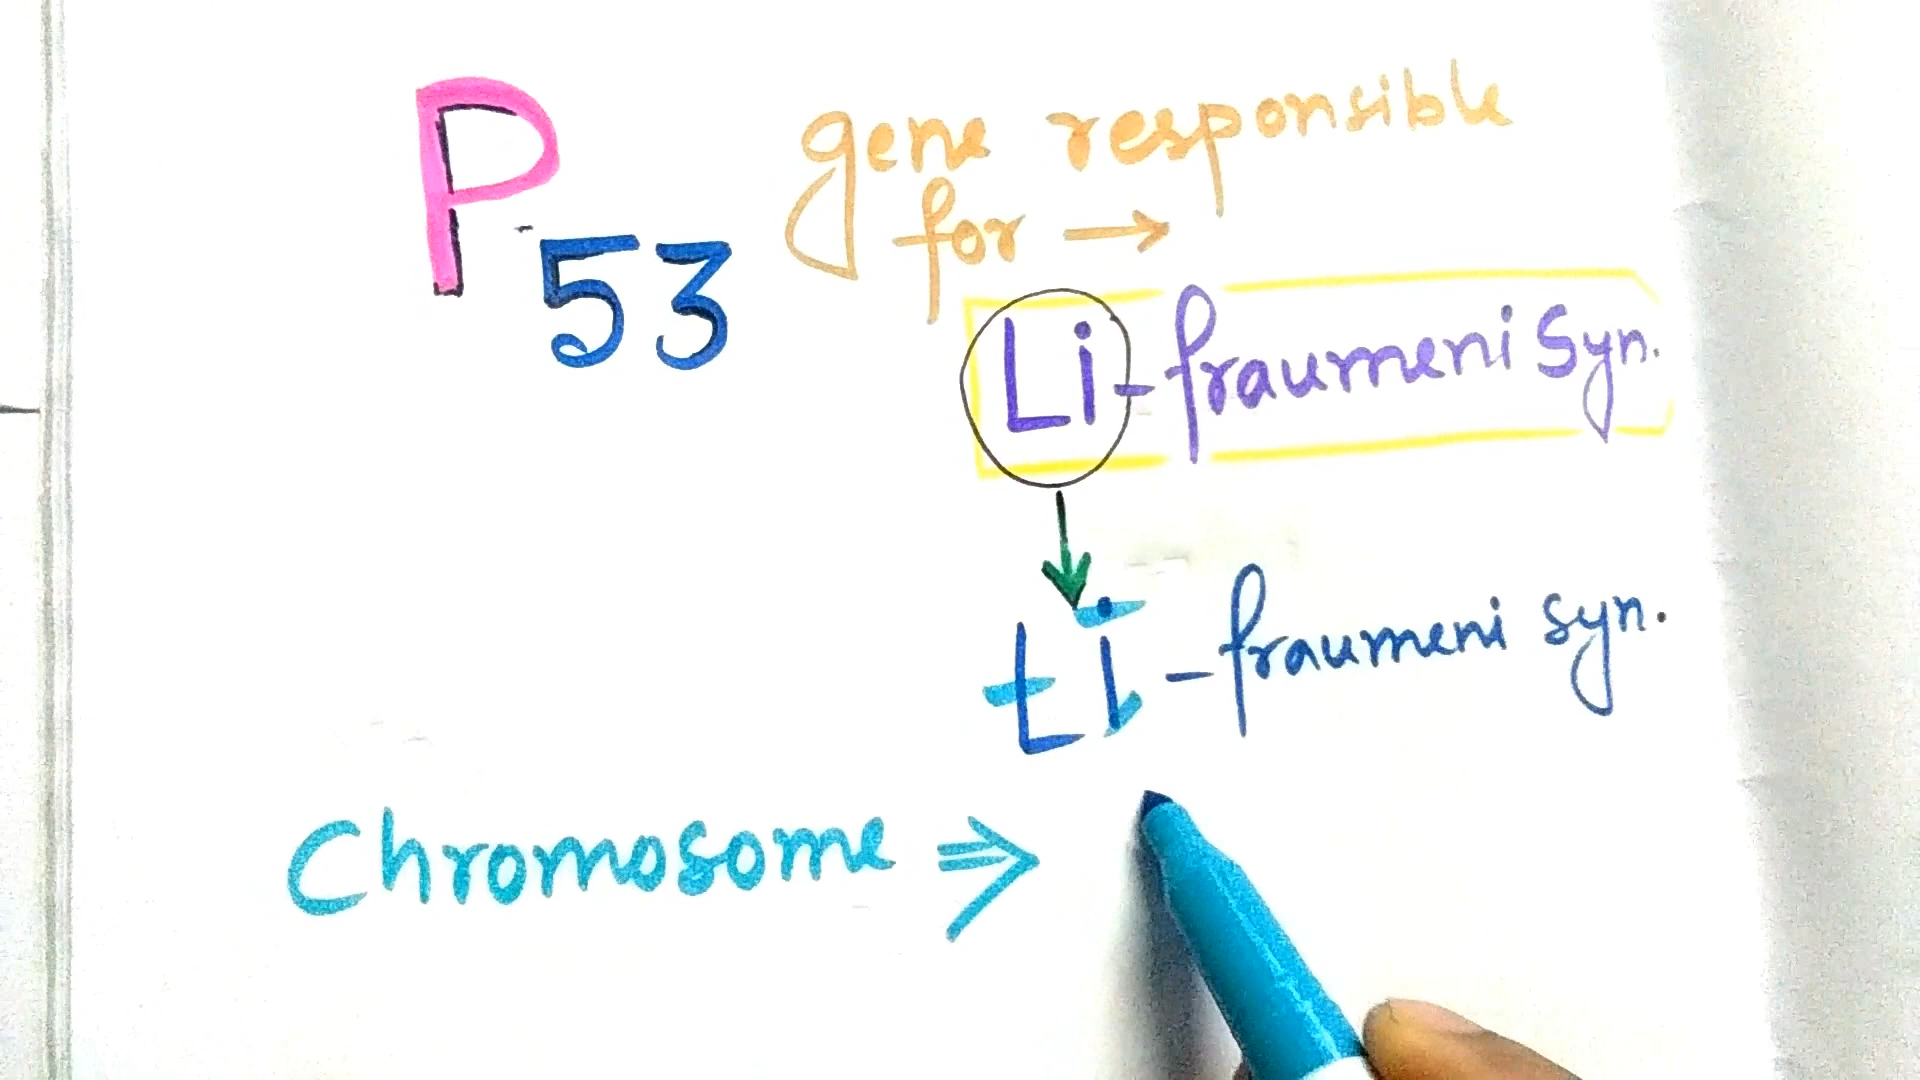 P53 gene responsible
for →
Li-fraumeni Syn.
Li-fraumeni syn.
Chromosome ⇒